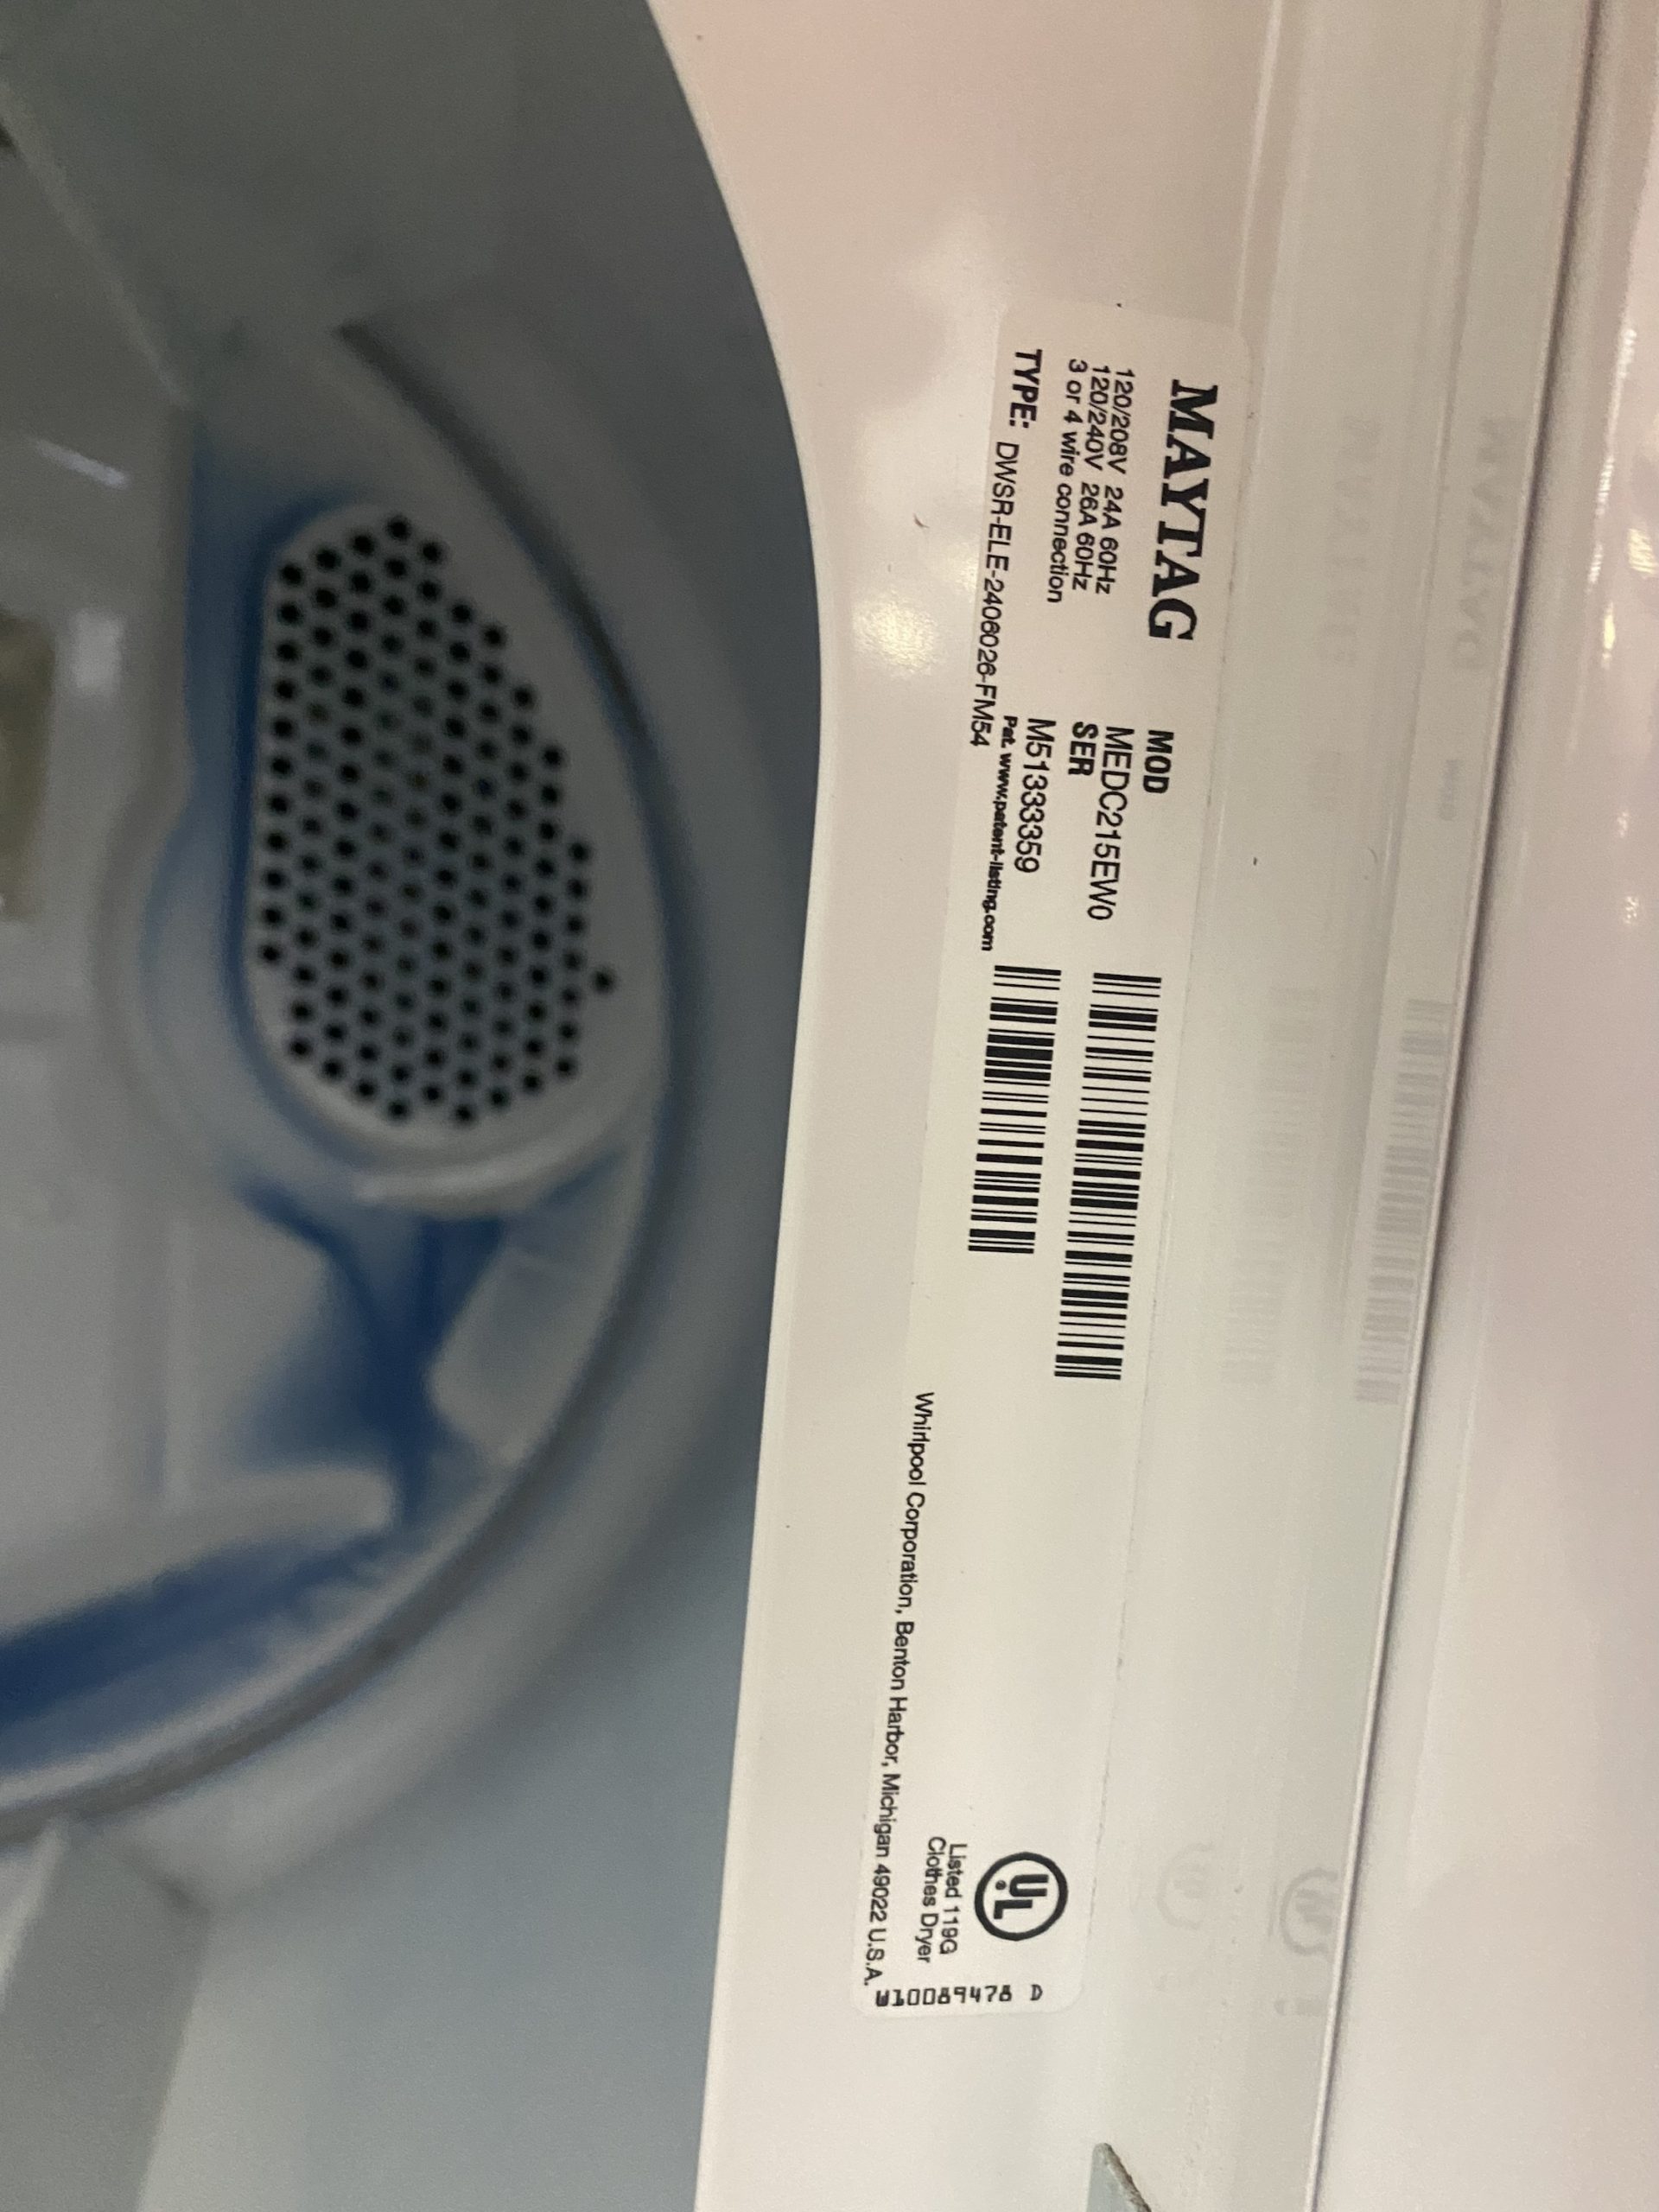 MAYTAG
120/208V 24A 60Hz
120/240V 26A 60Hz
3 or 4 wire connection
TYPE: DWSR-ELE-2406026-FM54
MOD
MEDC215EW0
SER
M51333359
Pat. www.patent-listing.com
Whirlpool Corporation, Benton Harbor, Michigan 49022 U.S.A.
UL
Listed 119G
Clothes Dryer
W10089478 D